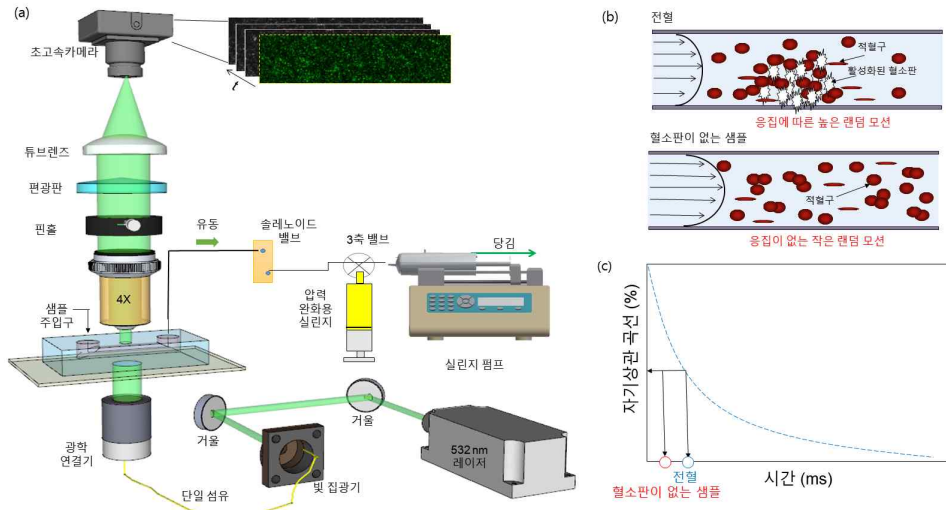 (a)
초고속카메라
t
튜브렌즈
편광판
핀홀
유동
솔레노이드
밸브
3축 밸브
당김
4X
샘플
주입구
압력
완화용
실린지
실린지 펌프
거울
거울
광학
연결기
532 nm
레이저
단일 섬유
빛 집광기
(b)
전혈
적혈구
활성화된 혈소판
응집에 따른 높은 랜덤 모션
혈소판이 없는 샘플
적혈구
응집이 없는 작은 랜덤 모션
(c)
자기상관 곡선 (%)
시간 (ms)
전혈
혈소판이 없는 샘플